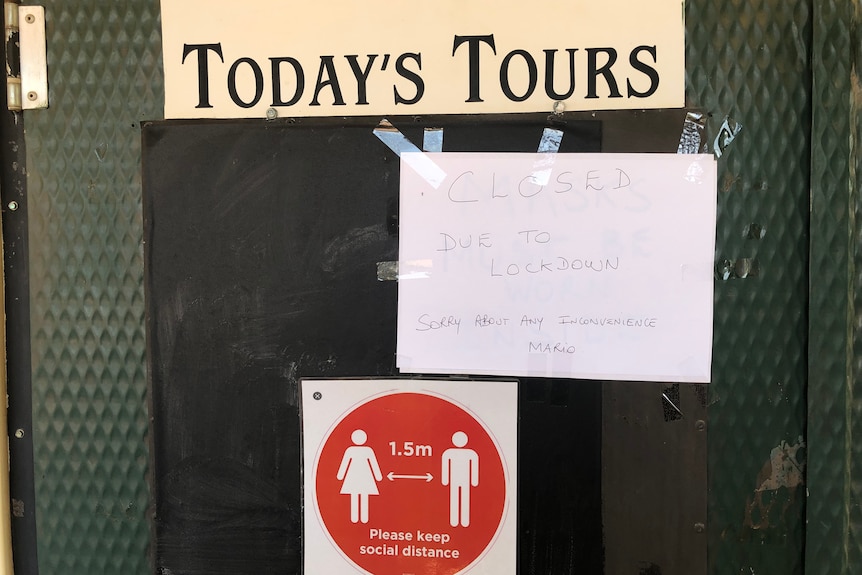 TODAY'S TOURS
CLOSED
DUE TO
LOCKDOWN
SORRY ABOUT ANY INCONVENIENCE
MARIO
1.5m
Please keep
social distance